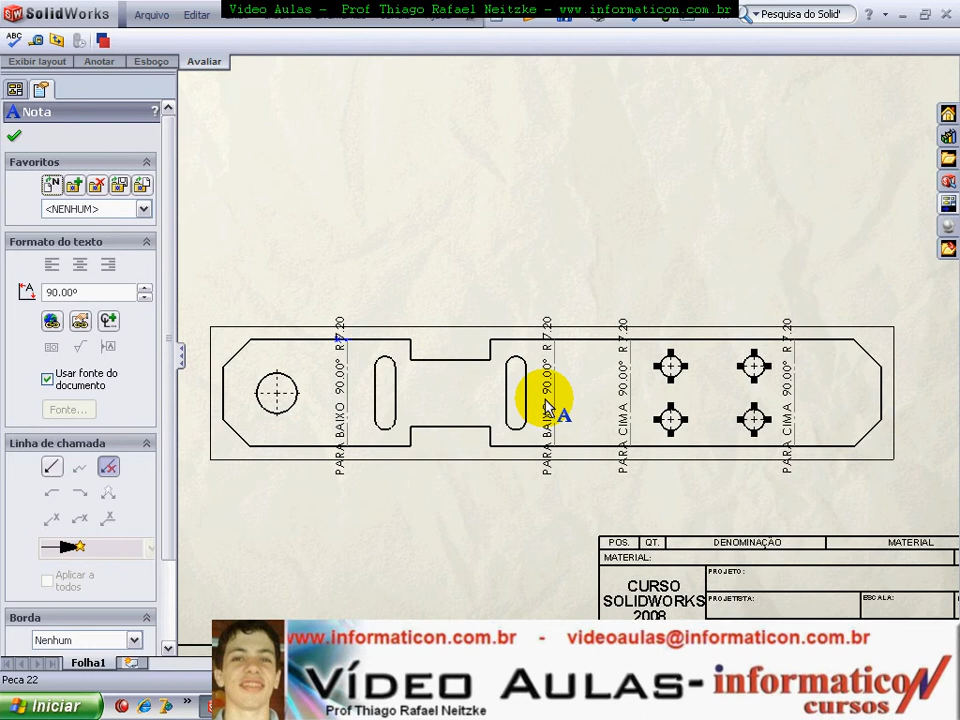 Video Aulas - Prof Thiago Rafael Neitzke - www.informaticon.com.br
SolidWorks
Arquivo
Editar
Pesquisa do Solid'
?
ABC
Exibir layout
Anotar
Esboço
Avaliar
A Nota
?
Favoritos
<NENHUM>
Formato do texto
90.00º
Usar fonte do
documento
Fonte...
Linha de chamada
Aplicar a
todos
Borda
Nenhum
PARA BAIXO 90.00° R 7.20
PARA BAIXO 90.00° R 7.20
PARA CIMA 90.00° R 7.20
PARA CIMA 90.00° R 7.20
A
POS.
QT.
DENOMINAÇÃO
MATERIAL
MATERIAL:
CURSO
SOLIDWORKS
2008
PROJETO:
PROJETISTA:
ESCALA:
Folha1
Peca 22
Iniciar
www.informaticon.com.br - videoaulas@informaticon.com.br
VÍDEO AULAS- informaticON
cursos
Prof Thiago Rafael Neitzke